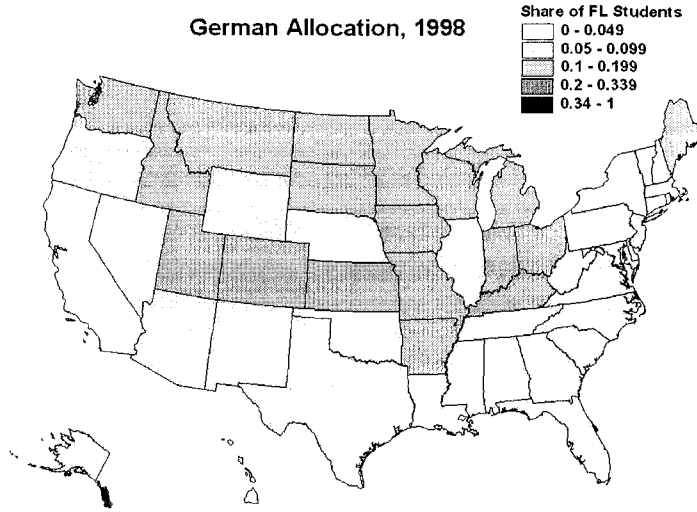 German Allocation, 1998
Share of FL Students
0 - 0.049
0.05 - 0.099
0.1 - 0.199
0.2 - 0.339
0.34 - 1